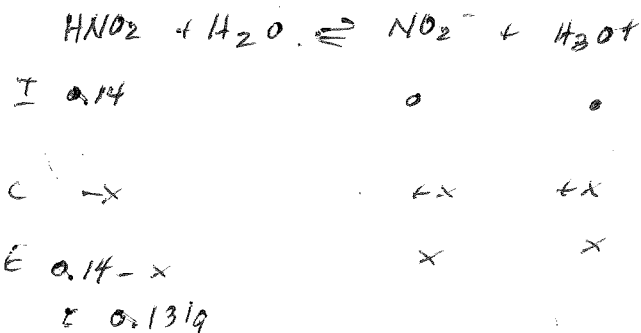 HNO2 + H2O ⇌ NO2⁻ + H3O+
I 0.14 0 0
C -x +x +x
E 0.14 - x x x
0.1319